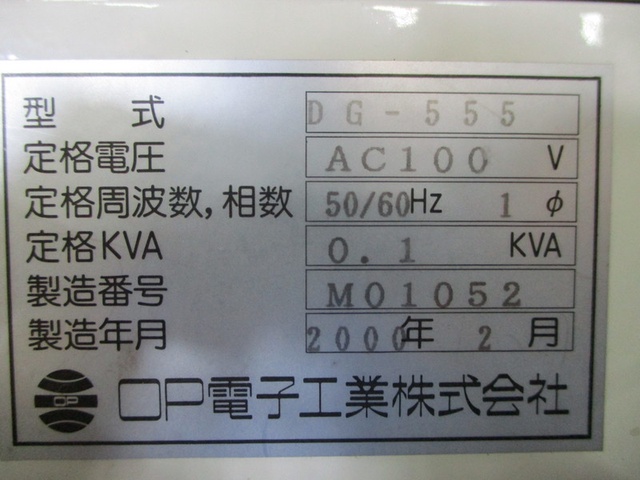 型 式 DG-555
定格電圧 AC100 V
定格周波数,相数 50/60Hz 1 φ
定格KVA 0.1 KVA
製造番号 M01052
製造年月 2000年 2月
OP OP電子工業株式会社